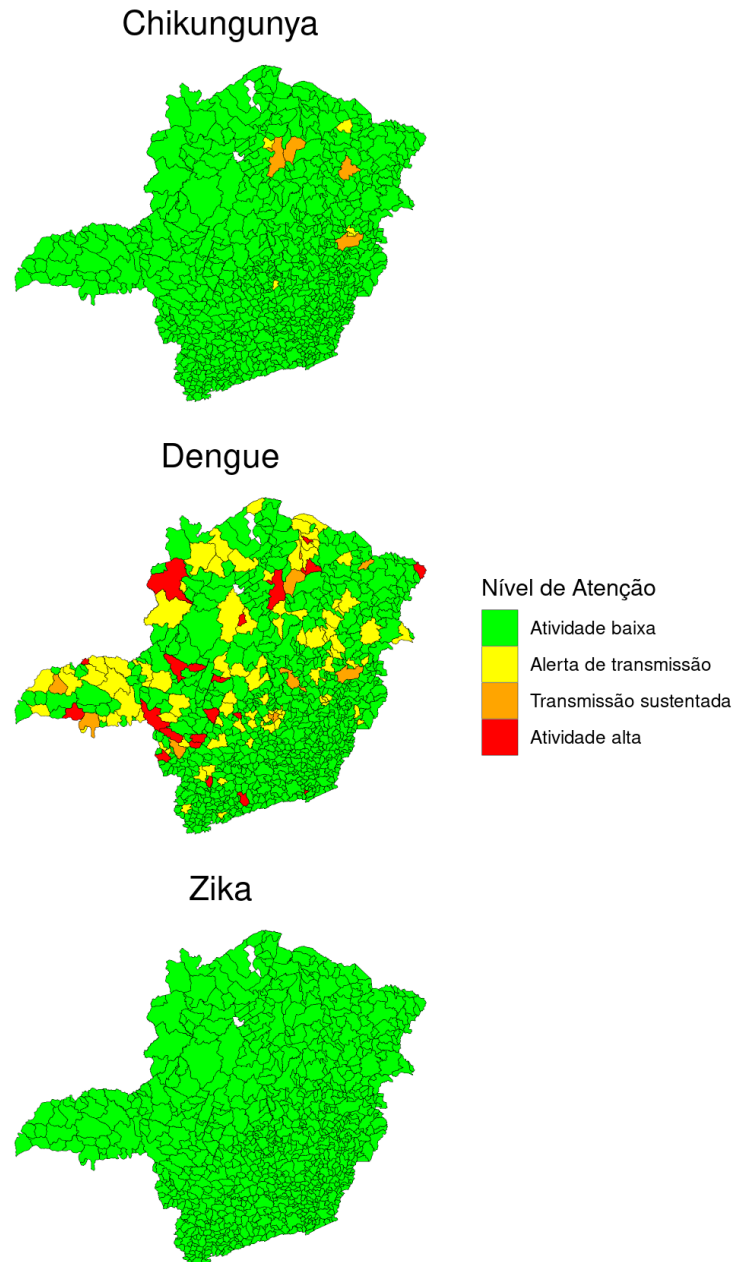 Chikungunya
Dengue
Nível de Atenção
Atividade baixa
Alerta de transmissão
Transmissão sustentada
Atividade alta
Zika